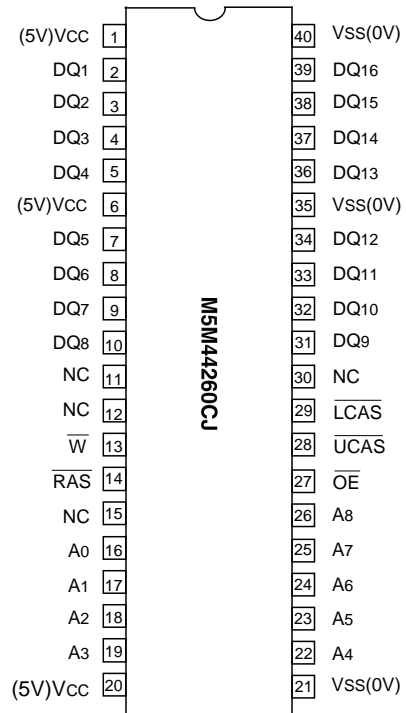 (5V)VCC 1 40 VSS(0V)
DQ1 2 39 DQ16
DQ2 3 38 DQ15
DQ3 4 37 DQ14
DQ4 5 36 DQ13
(5V)VCC 6 35 VSS(0V)
DQ5 7 34 DQ12
DQ6 8 33 DQ11
DQ7 9 32 DQ10
DQ8 10 31 DQ9
NC 11 30 NC
NC 12 29 L̅C̅A̅S̅
W̅ 13 28 U̅C̅A̅S̅
R̅A̅S̅ 14 27 O̅E̅
NC 15 26 A8
A0 16 25 A7
A1 17 24 A6
A2 18 23 A5
A3 19 22 A4
(5V)VCC 20 21 VSS(0V)
M5M44260CJ